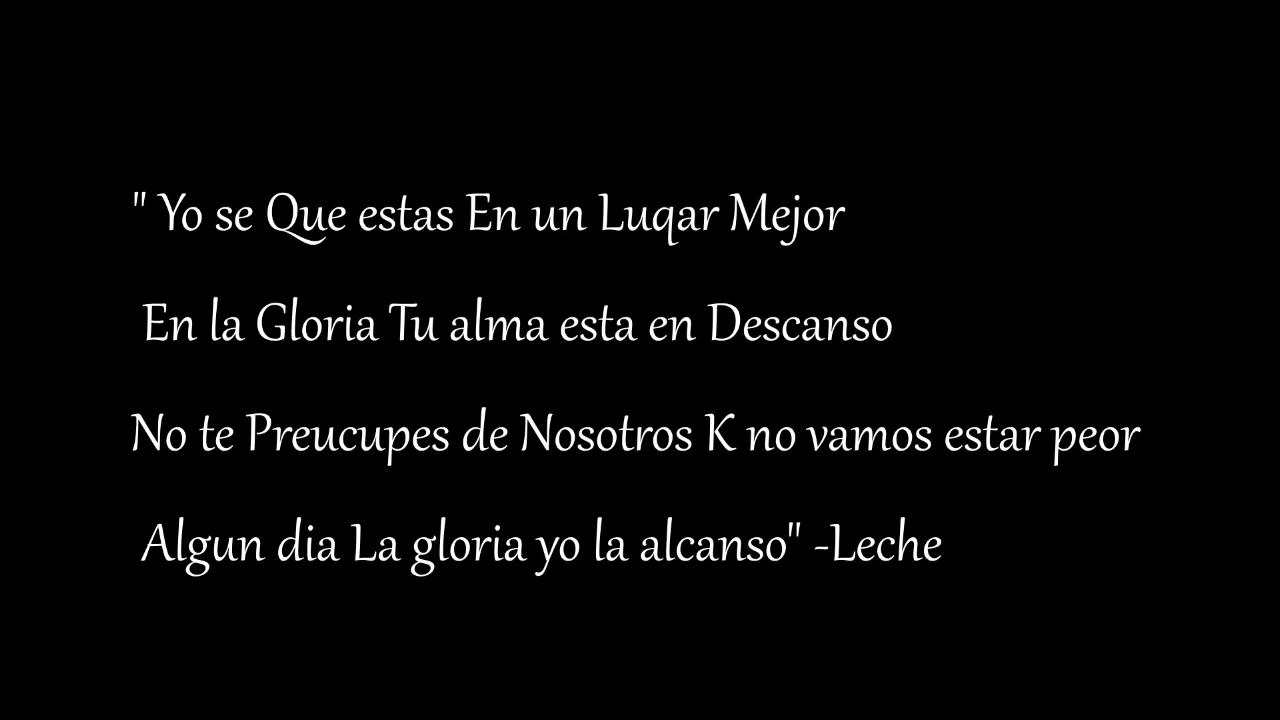 " Yo se Que estas En un Luqar Mejor
En la Gloria Tu alma esta en Descanso
No te Preucupes de Nosotros K no vamos estar peor
Algun dia La gloria yo la alcanso" -Leche